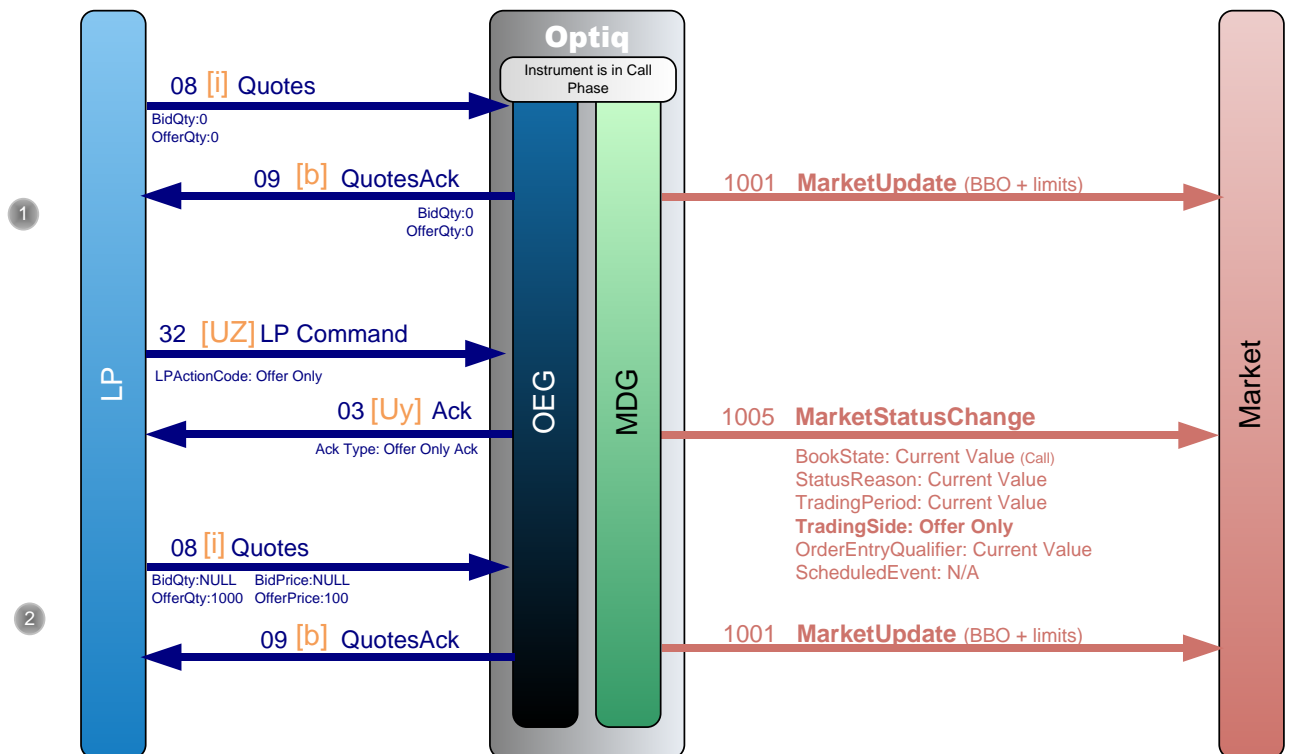 Optiq
Instrument is in Call
Phase
08 [i] Quotes
BidQty:0
OfferQty:0
09 [b] QuotesAck
BidQty:0
OfferQty:0
1001 MarketUpdate (BBO + limits)
1
32 [UZ] LP Command
LPActionCode: Offer Only
03 [Uy] Ack
Ack Type: Offer Only Ack
1005 MarketStatusChange
BookState: Current Value (Call)
StatusReason: Current Value
TradingPeriod: Current Value
TradingSide: Offer Only
OrderEntryQualifier: Current Value
ScheduledEvent: N/A
LP
OEG
MDG
Market
08 [i] Quotes
BidQty:NULL BidPrice:NULL
OfferQty:1000 OfferPrice:100
2
09 [b] QuotesAck
1001 MarketUpdate (BBO + limits)